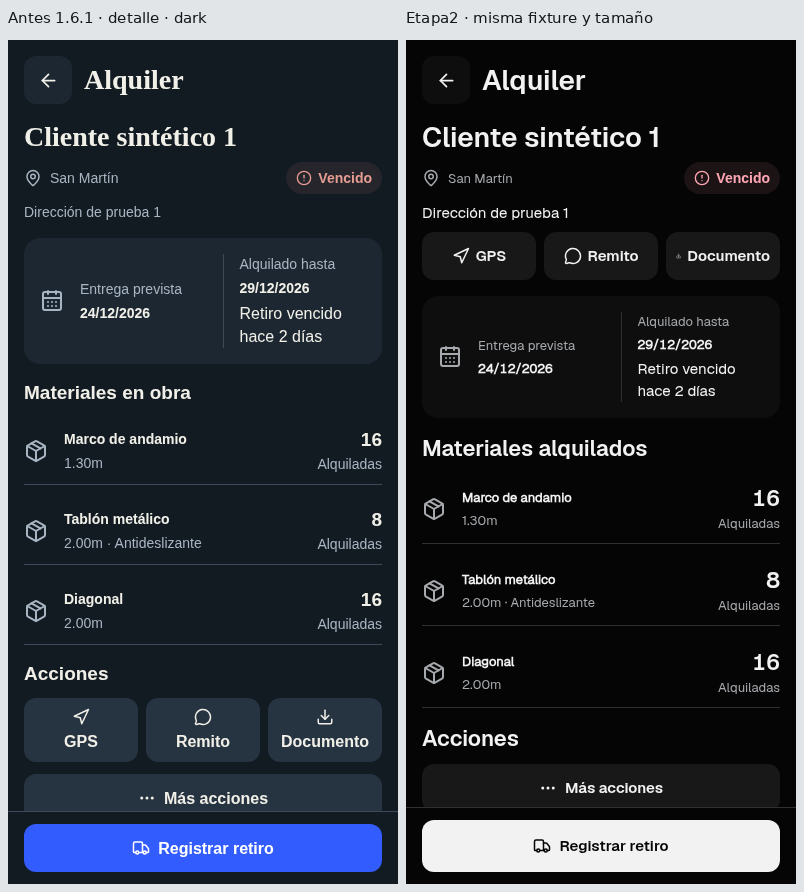 Antes 1.6.1 · detalle · dark
Alquiler
Cliente sintético 1
San Martín
Vencido
Dirección de prueba 1
Entrega prevista
24/12/2026
Alquilado hasta
29/12/2026
Retiro vencido
hace 2 días
Materiales en obra
Marco de andamio
1.30m
16
Alquiladas
Tablón metálico
2.00m · Antideslizante
8
Alquiladas
Diagonal
2.00m
16
Alquiladas
Acciones
GPS
Remito
Documento
Más acciones
Registrar retiro
Etapa2 · misma fixture y tamaño
Alquiler
Cliente sintético 1
San Martín
Vencido
Dirección de prueba 1
GPS
Remito
Documento
Entrega prevista
24/12/2026
Alquilado hasta
29/12/2026
Retiro vencido
hace 2 días
Materiales alquilados
Marco de andamio
1.30m
16
Alquiladas
Tablón metálico
2.00m · Antideslizante
8
Alquiladas
Diagonal
2.00m
16
Alquiladas
Acciones
Más acciones
Registrar retiro